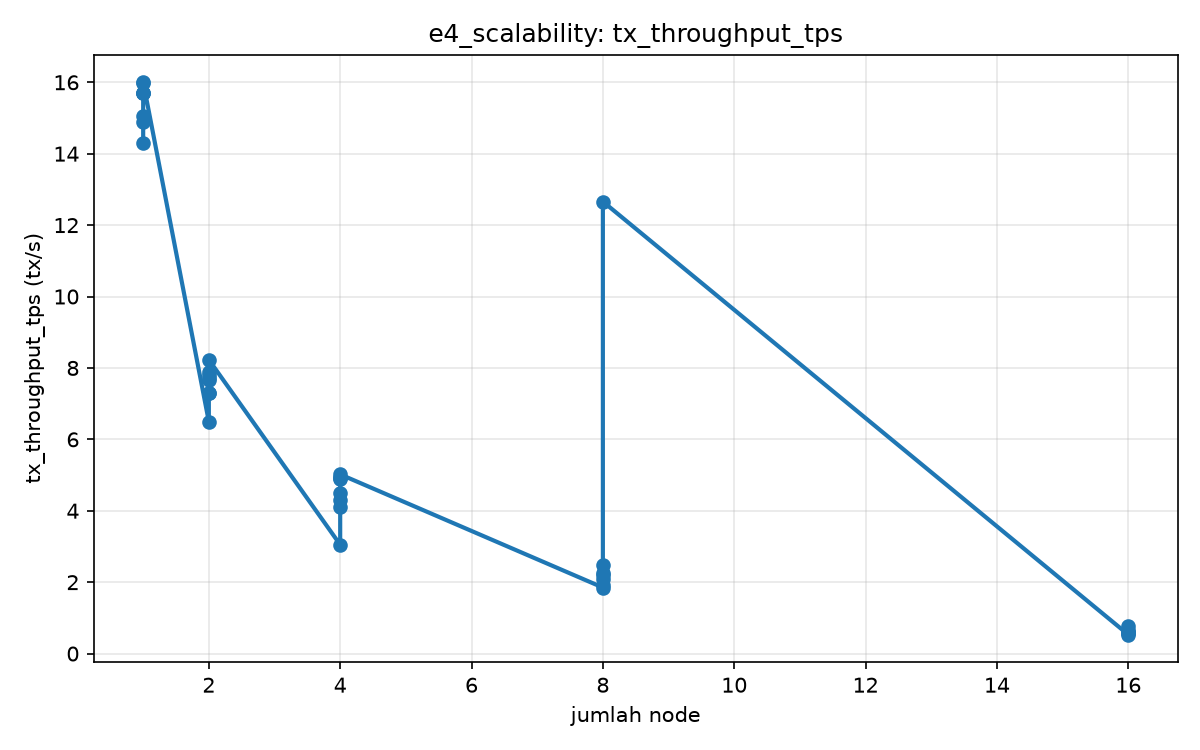 e4_scalability: tx_throughput_tps
tx_throughput_tps (tx/s)
16
14
12
10
8
6
4
2
0
2 4 6 8 10 12 14 16
jumlah node